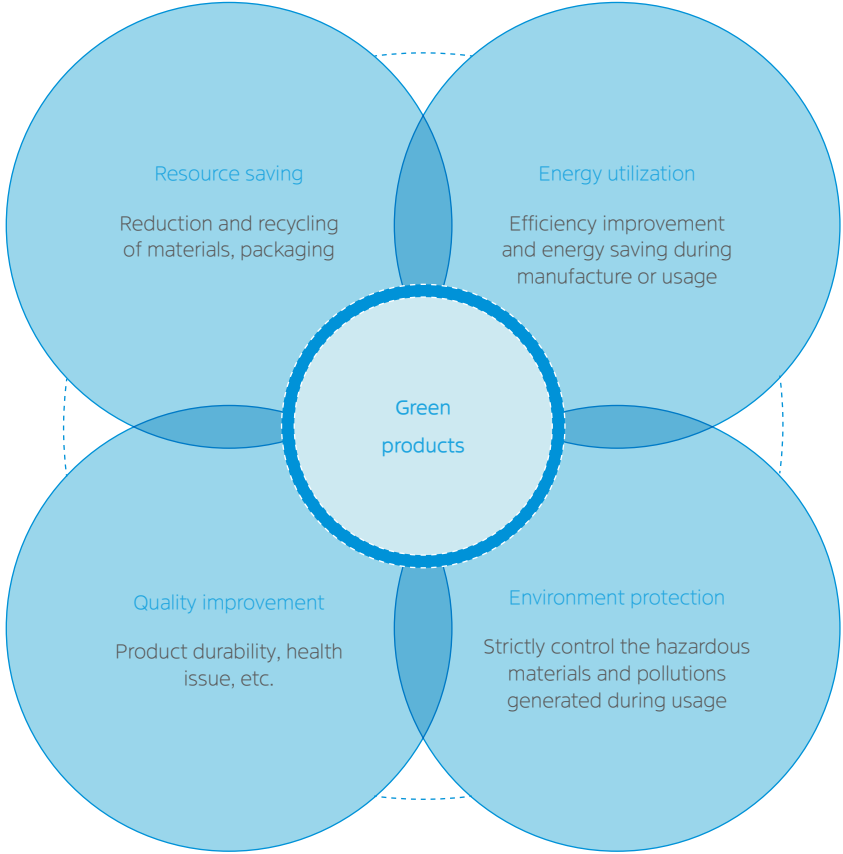 Resource saving
Reduction and recycling
of materials, packaging
Energy utilization
Efficiency improvement
and energy saving during
manufacture or usage
Green
products
Quality improvement
Product durability, health
issue, etc.
Environment protection
Strictly control the hazardous
materials and pollutions
generated during usage